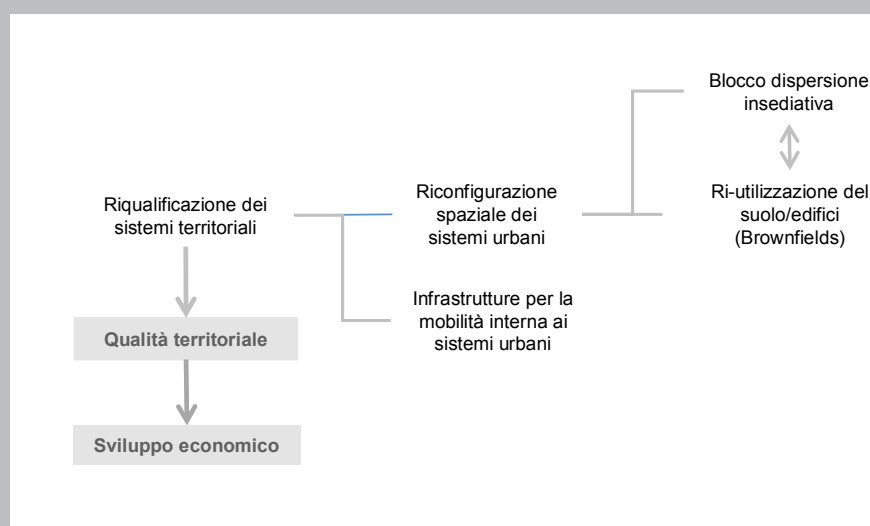 Blocco dispersione
insediativa
Riqualificazione dei
sistemi territoriali
Riconfigurazione
spaziale dei
sistemi urbani
Ri-utilizzazione del
suolo/edifici
(Brownfields)
Infrastrutture per la
mobilità interna ai
sistemi urbani
Qualità territoriale
Sviluppo economico